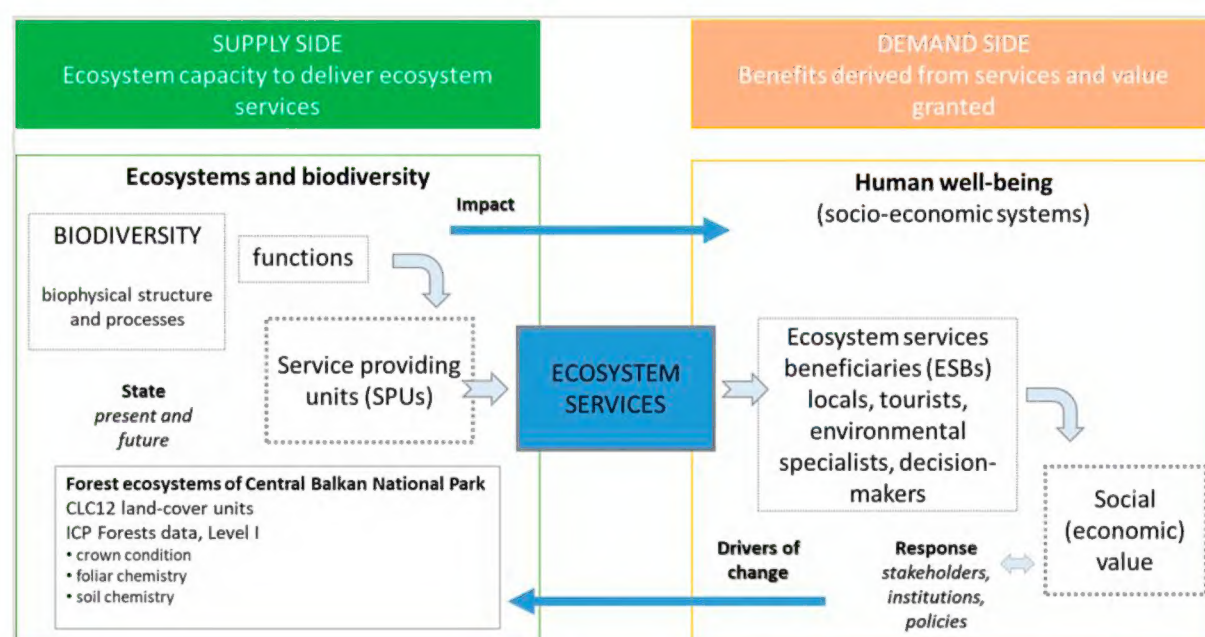 SUPPLY SIDE
Ecosystem capacity to deliver ecosystem
services
DEMAND SIDE
Benefits derived from services and value
granted
Ecosystems and biodiversity
BIODIVERSITY
biophysical structure
and processes
functions
Impact
Service providing
units (SPUs)
State
present and
future
Forest ecosystems of Central Balkan National Park
CLC12 land-cover units
ICP Forests data, Level I
• crown condition
• foliar chemistry
• soil chemistry
ECOSYSTEM
SERVICES
Human well-being
(socio-economic systems)
Ecosystem services
beneficiaries (ESBs)
locals, tourists,
environmental
specialists, decision-
makers
Social
(economic)
value
Drivers of
change
Response
stakeholders,
institutions,
policies